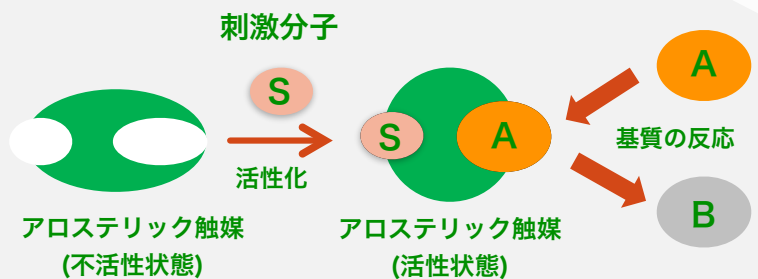 刺激分子
S
活性化
アロステリック触媒
(不活性状態)
S
A
アロステリック触媒
(活性状態)
A
基質の反応
B